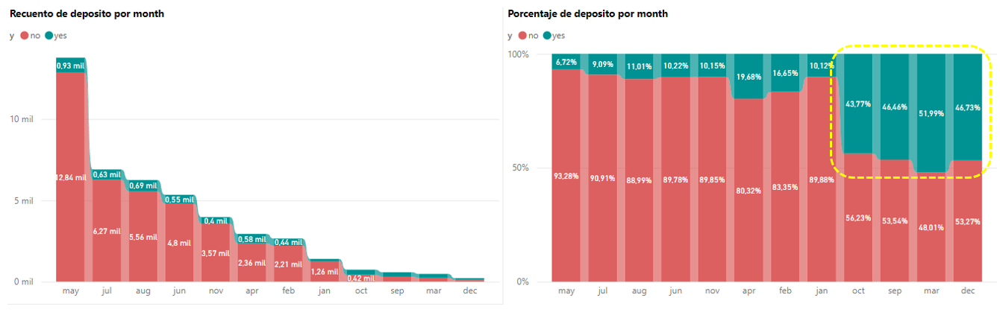 Recuento de deposito por month
y no yes
10 mil
5 mil
0 mil
0,93 mil
12,84 mil
0,63 mil
6,27 mil
0,69 mil
5,56 mil
0,55 mil
4,8 mil
0,4 mil
3,57 mil
0,58 mil
2,36 mil
0,44 mil
2,21 mil
1,26 mil
0,42 mil
may jul aug jun nov apr feb jan oct sep mar dec
Porcentaje de deposito por month
y no yes
100%
50%
0%
6,72% 9,09% 11,01% 10,22% 10,15% 19,68% 16,65% 10,12% 43,77% 46,46% 51,99% 46,73%
93,28% 90,91% 88,99% 89,78% 89,85% 80,32% 83,35% 89,88% 56,23% 53,54% 48,01% 53,27%
may jul aug jun nov apr feb jan oct sep mar dec